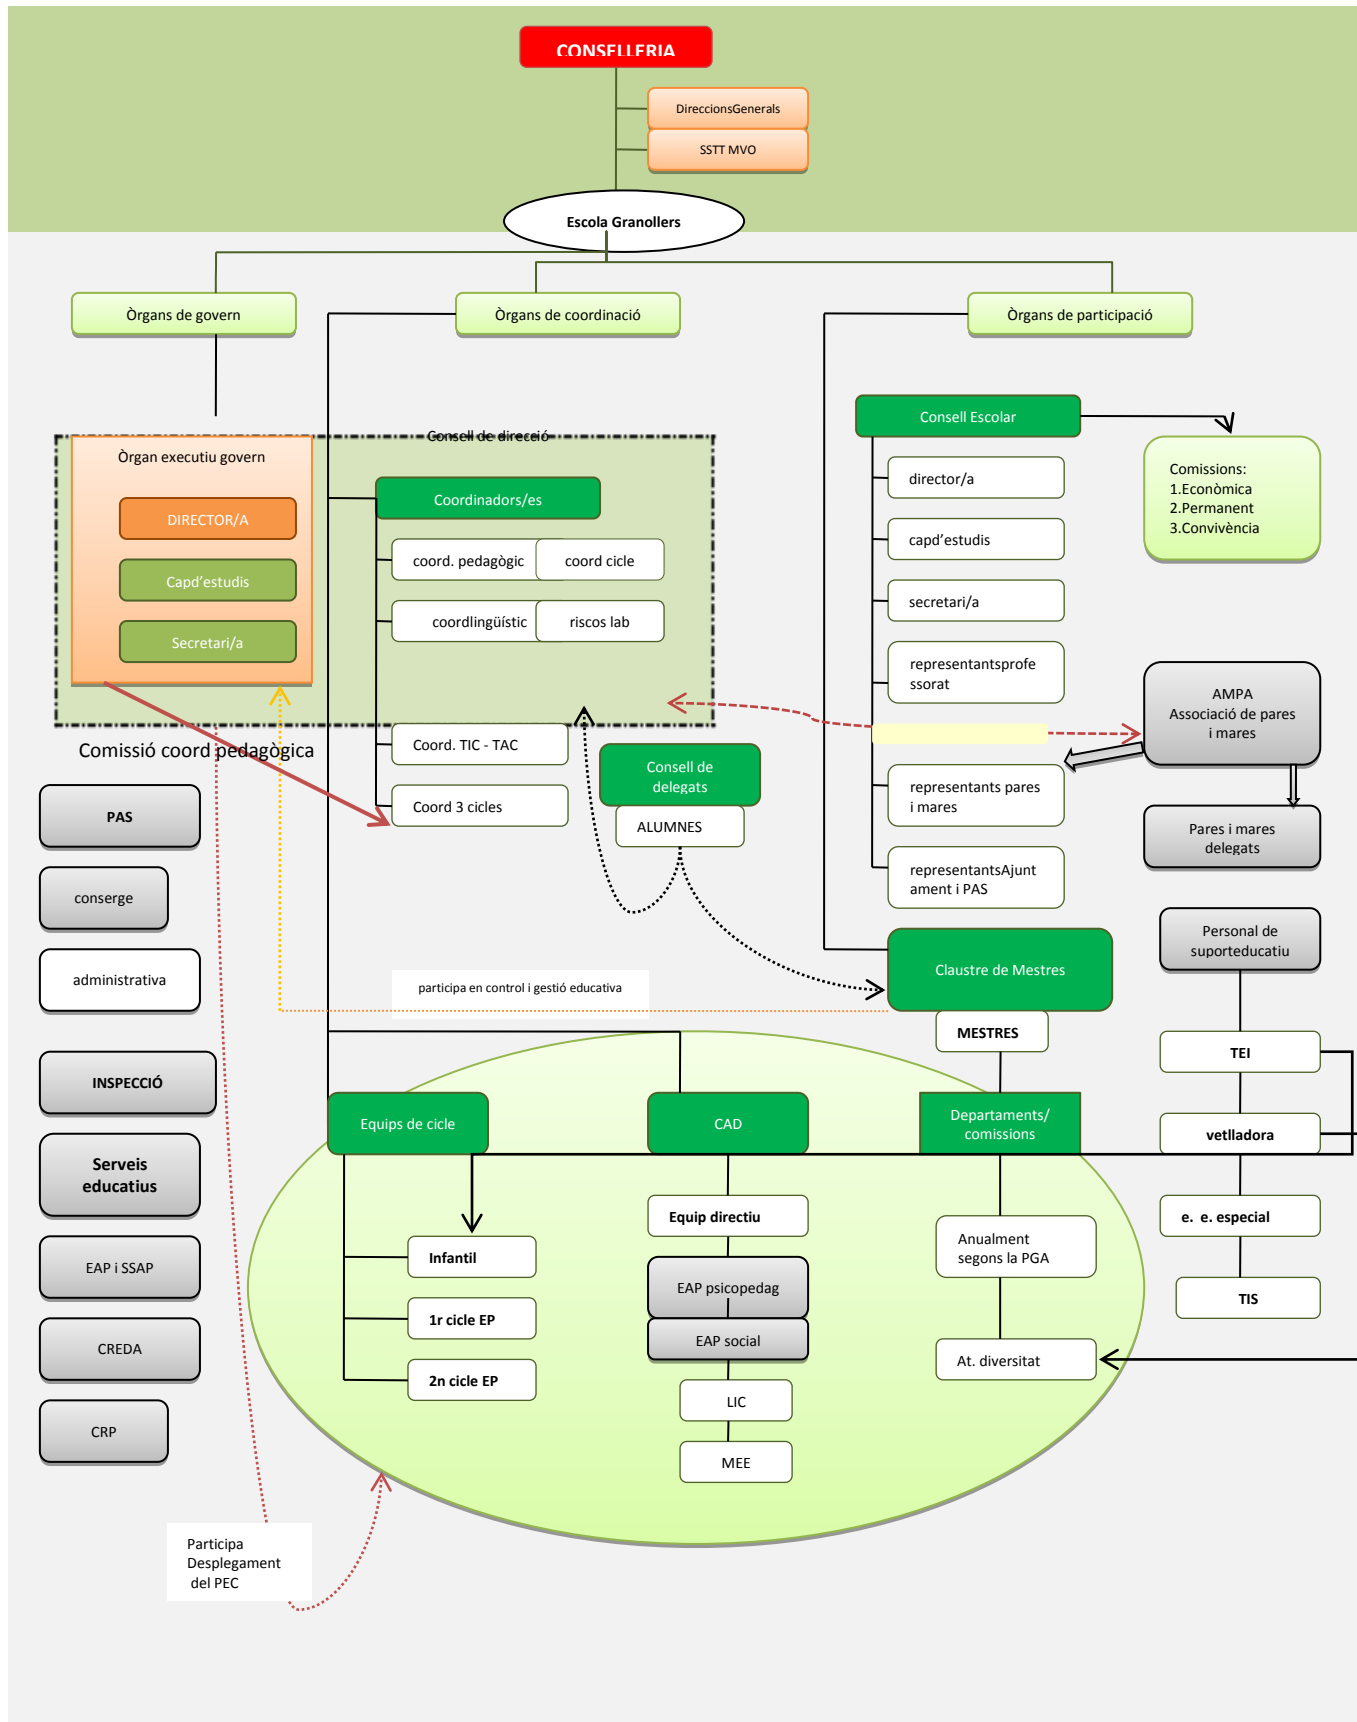 CONSELLERIA
DireccionsGenerals
SSTT MVO
Escola Granollers
Òrgans de govern
Òrgans de coordinació
Òrgans de participació
Consell de direcció
Òrgan executiu govern
DIRECTOR/A
Capd'estudis
Secretari/a
Coordinadors/es
coord. pedagògic
coord cicle
coordlingüístic
riscos lab
Coord. TIC - TAC
Coord 3 cicles
Comissió coord pedagògica
Consell de
delegats
ALUMNES
Consell Escolar
director/a
capd'estudis
secretari/a
representantsprofe
ssorat
representants pares
i mares
representantsAjunt
ament i PAS
Comissions:
1.Econòmica
2.Permanent
3.Convivència
AMPA
Associació de pares
i mares
Pares i mares
delegats
PAS
conserge
administrativa
INSPECCIÓ
Serveis
educatius
EAP i SSAP
CREDA
CRP
participa en control i gestió educativa
Claustre de Mestres
MESTRES
Personal de
suporteducatiu
TEI
vetlladora
e. e. especial
TIS
Equips de cicle
Infantil
1r cicle EP
2n cicle EP
CAD
Equip directiu
EAP psicopedag
EAP social
LIC
MEE
Departaments/
comissions
Anualment
segons la PGA
At. diversitat
Participa
Desplegament
del PEC